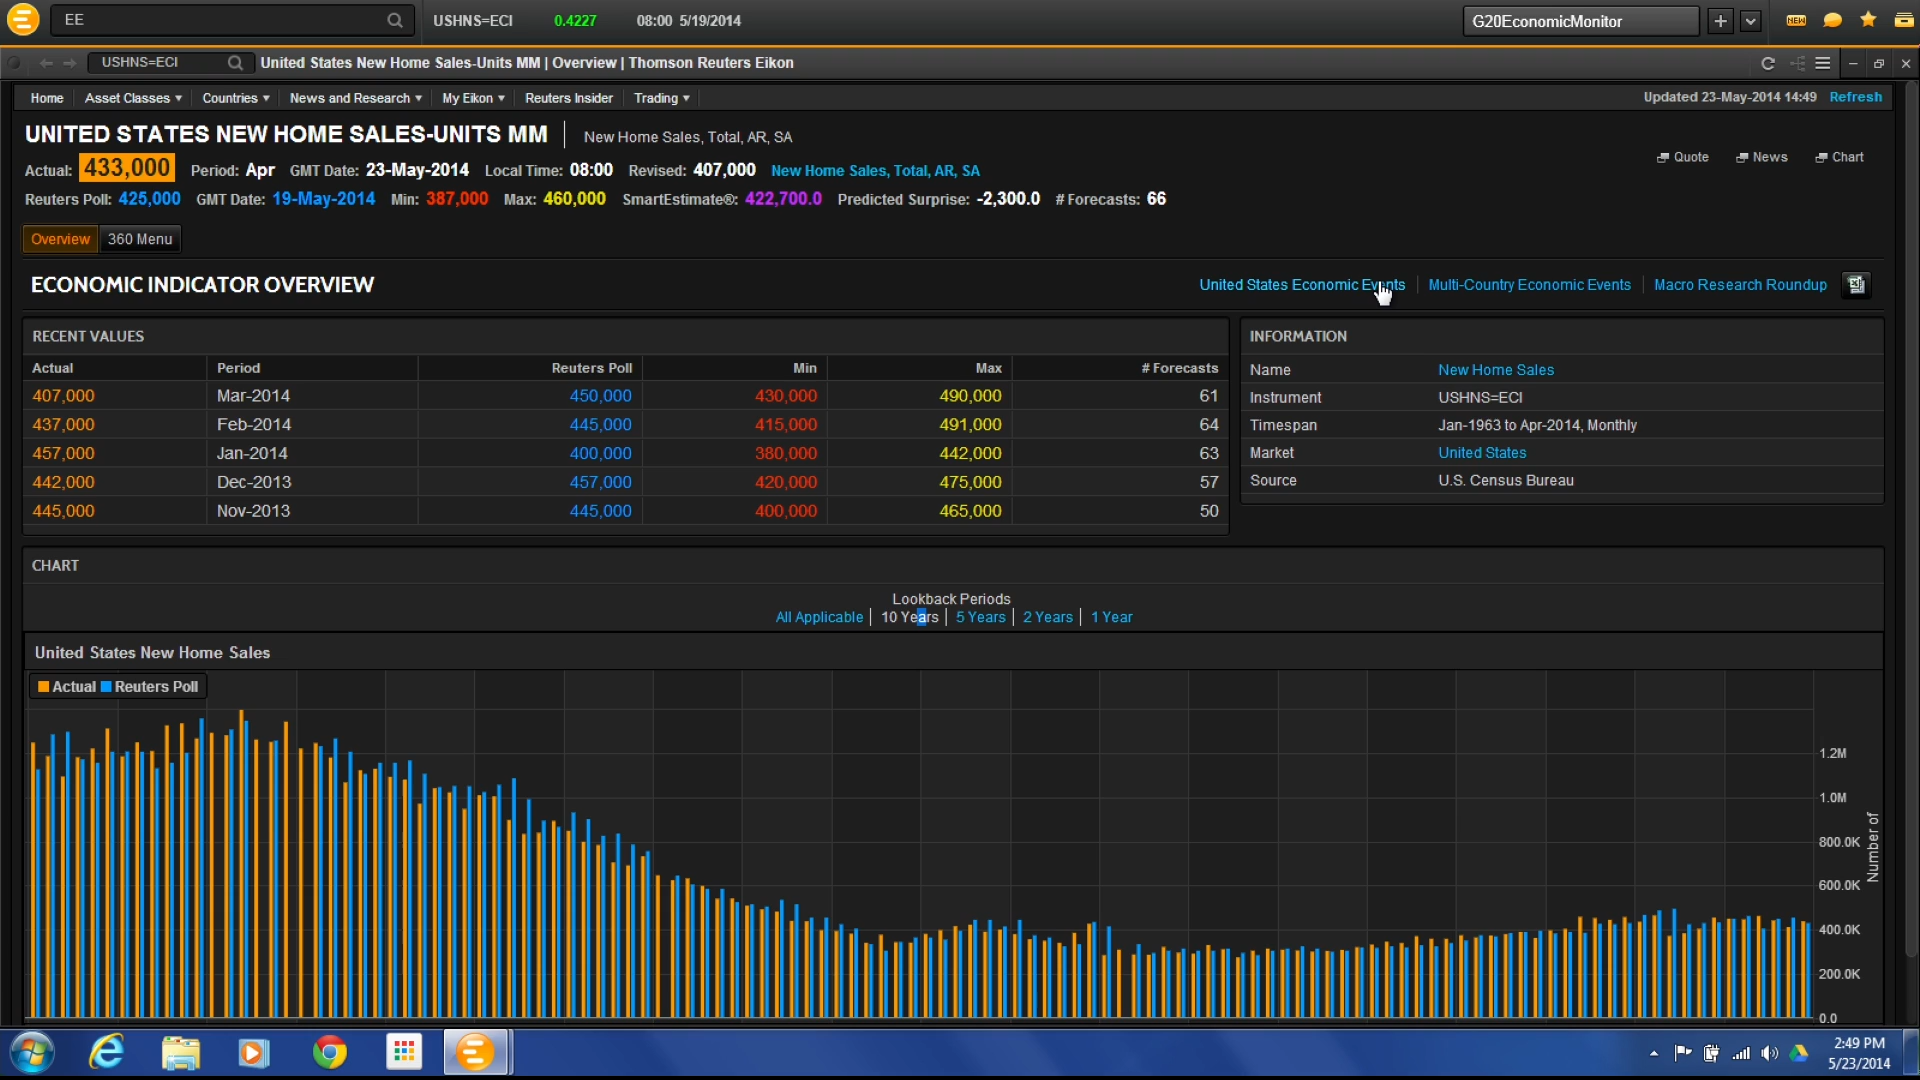 EE USHNS=ECI 0.4227 08:00 5/19/2014 G20EconomicMonitor NEW
USHNS=ECI United States New Home Sales-Units MM | Overview | Thomson Reuters Eikon
Home Asset Classes Countries News and Research My Eikon Reuters Insider Trading Updated 23-May-2014 14:49 Refresh
UNITED STATES NEW HOME SALES-UNITS MM New Home Sales, Total, AR, SA
Quote News Chart
Actual: 433,000 Period: Apr GMT Date: 23-May-2014 Local Time: 08:00 Revised: 407,000 New Home Sales, Total, AR, SA
Reuters Poll: 425,000 GMT Date: 19-May-2014 Min: 387,000 Max: 460,000 SmartEstimate®: 422,700.0 Predicted Surprise: -2,300.0 # Forecasts: 66
Overview 360 Menu
ECONOMIC INDICATOR OVERVIEW United States Economic Events Multi-Country Economic Events Macro Research Roundup
RECENT VALUES
Actual Period Reuters Poll Min Max # Forecasts
407,000 Mar-2014 450,000 430,000 490,000 61
437,000 Feb-2014 445,000 415,000 491,000 64
457,000 Jan-2014 400,000 380,000 442,000 63
442,000 Dec-2013 457,000 420,000 475,000 57
445,000 Nov-2013 445,000 400,000 465,000 50
INFORMATION
Name New Home Sales
Instrument USHNS=ECI
Timespan Jan-1963 to Apr-2014, Monthly
Market United States
Source U.S. Census Bureau
CHART
Lookback Periods
All Applicable 10 Years 5 Years 2 Years 1 Year
United States New Home Sales
Actual Reuters Poll
1.2M
1.0M
800.0K
600.0K
400.0K
200.0K
0.0
Number of
2:49 PM
5/23/2014